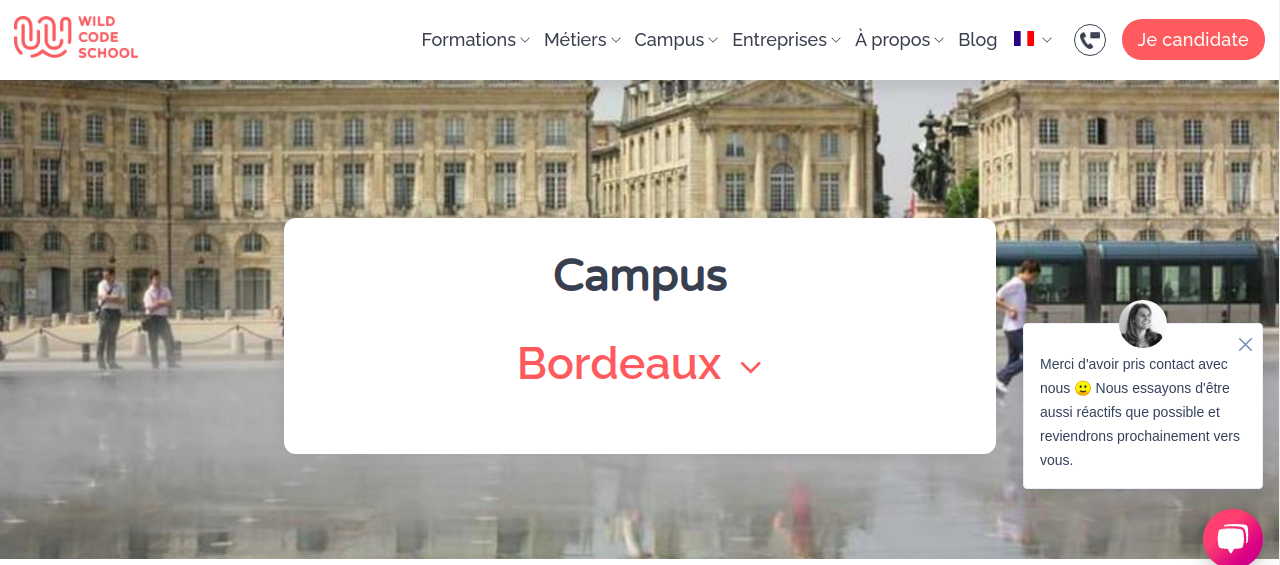 WILD
CODE
SCHOOL
Formations Métiers Campus Entreprises À propos Blog Je candidate
Campus
Bordeaux
Merci d'avoir pris contact avec
nous 🙂 Nous essayons d'être
aussi réactifs que possible et
reviendrons prochainement vers
vous.